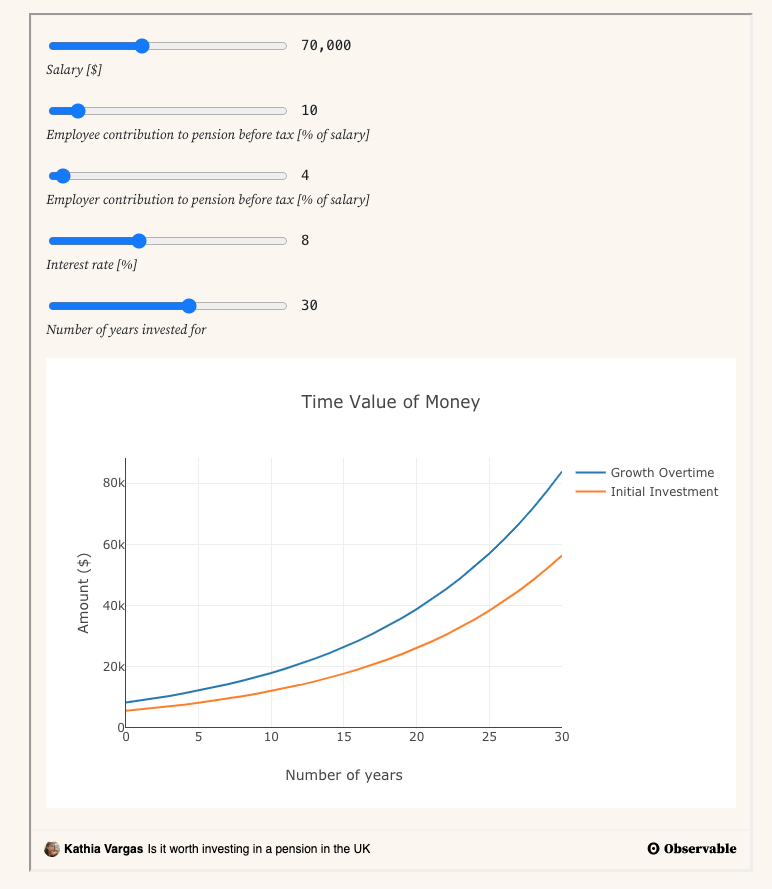 70,000
Salary [$]
10
Employee contribution to pension before tax [% of salary]
4
Employer contribution to pension before tax [% of salary]
8
Interest rate [%]
30
Number of years invested for
Time Value of Money
Growth Overtime
Initial Investment
80k
60k
40k
20k
0
Amount ($)
0 5 10 15 20 25 30
Number of years
Kathia Vargas Is it worth investing in a pension in the UK
Observable